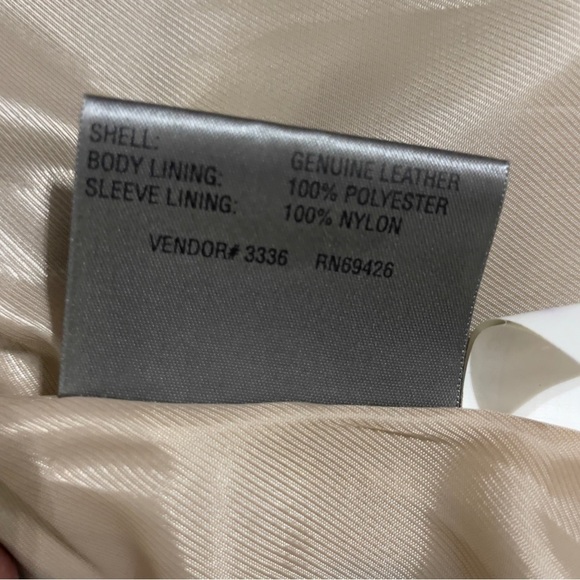 SHELL: GENUINE LEATHER
BODY LINING: 100% POLYESTER
SLEEVE LINING: 100% NYLON
VENDOR# 3336 RN69426